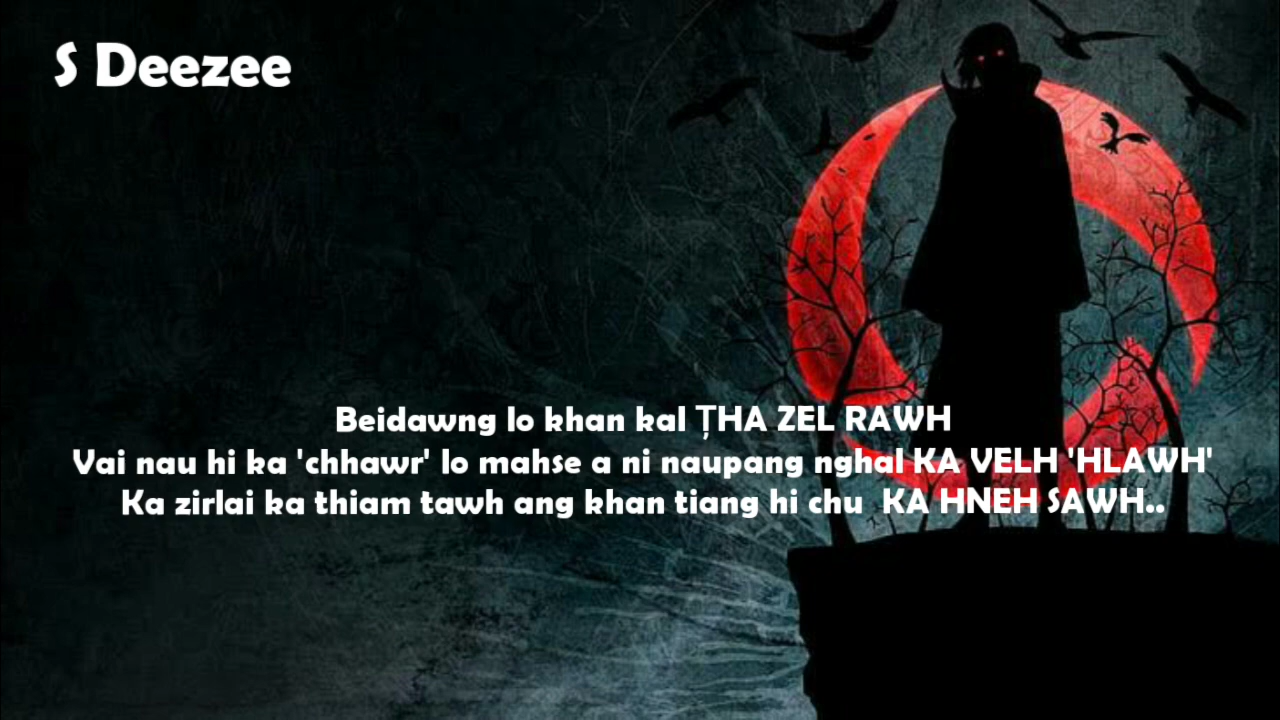 S Deezee
Beidawng lo khan kal ṬHA ZEL RAWH
Vai nau hi ka 'chhawr' lo mahse a ni naupang nghal KA VELH 'HLAWH'
Ka zirlai ka thiam tawh ang khan tiang hi chu KA HNEH SAWH..